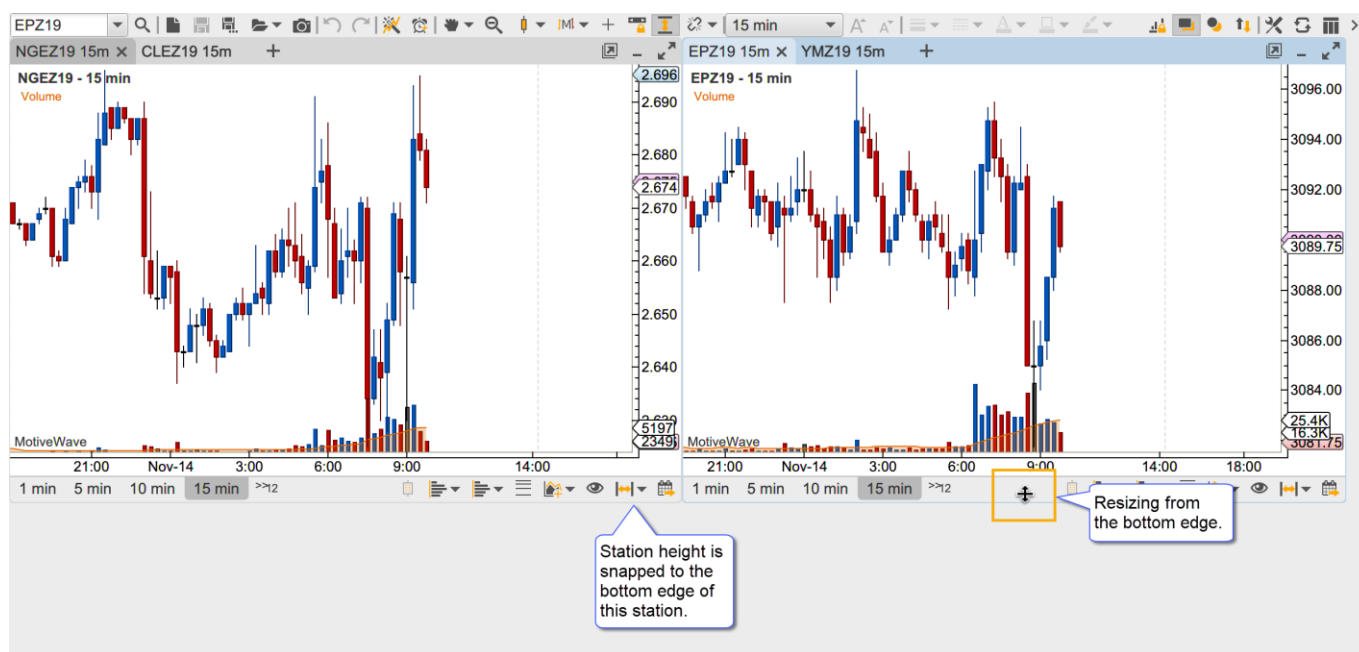 EPZ19
15 min
NGEZ19 15m
CLEZ19 15m
EPZ19 15m
YMZ19 15m
NGEZ19 - 15 min
Volume
2.696
2.690
2.680
2.674
2.670
2.660
2.650
2.640
5197
2349
MotiveWave
21:00 Nov-14 3:00 6:00 9:00 14:00
1 min 5 min 10 min 15 min >>12
EPZ19 - 15 min
Volume
3096.00
3094.00
3092.00
3089.75
3088.00
3086.00
3084.00
25.4K
16.3K
3081.75
MotiveWave
21:00 Nov-14 3:00 6:00 9:00 14:00 18:00
1 min 5 min 10 min 15 min >>12
Resizing from
the bottom edge.
Station height is
snapped to the
bottom edge of
this station.